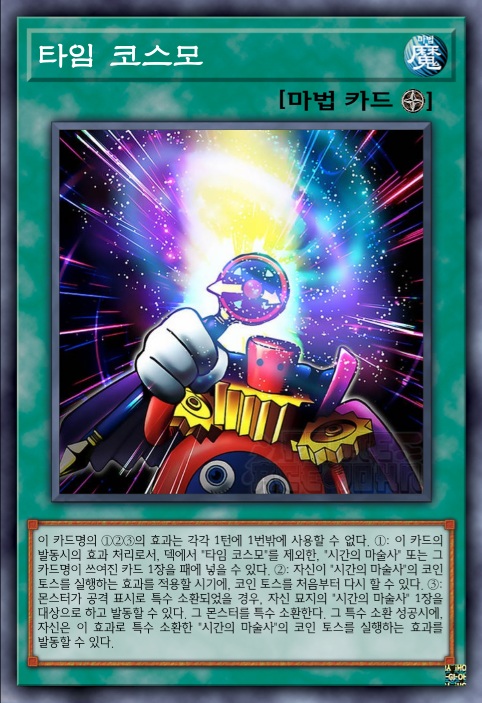 타임 코스모
마법
魔
[마법 카드 ]
이 카드명의 ①②③의 효과는 각각 1턴에 1번밖에 사용할 수 없다. ①: 이 카드의
발동시의 효과 처리로서, 덱에서 "타임 코스모"를 제외한, "시간의 마술사" 또는 그
카드명이 쓰여진 카드 1장을 패에 넣을 수 있다. ②: 자신이 "시간의 마술사"의 코인
토스를 실행하는 효과를 적용할 시기에, 코인 토스를 처음부터 다시 할 수 있다. ③:
몬스터가 공격 표시로 특수 소환되었을 경우, 자신 묘지의 "시간의 마술사" 1장을
대상으로 하고 발동할 수 있다. 그 몬스터를 특수 소환한다. 그 특수 소환 성공시에,
자신은 이 효과로 특수 소환한 "시간의 마술사"의 코인 토스를 실행하는 효과를
발동할 수 있다.